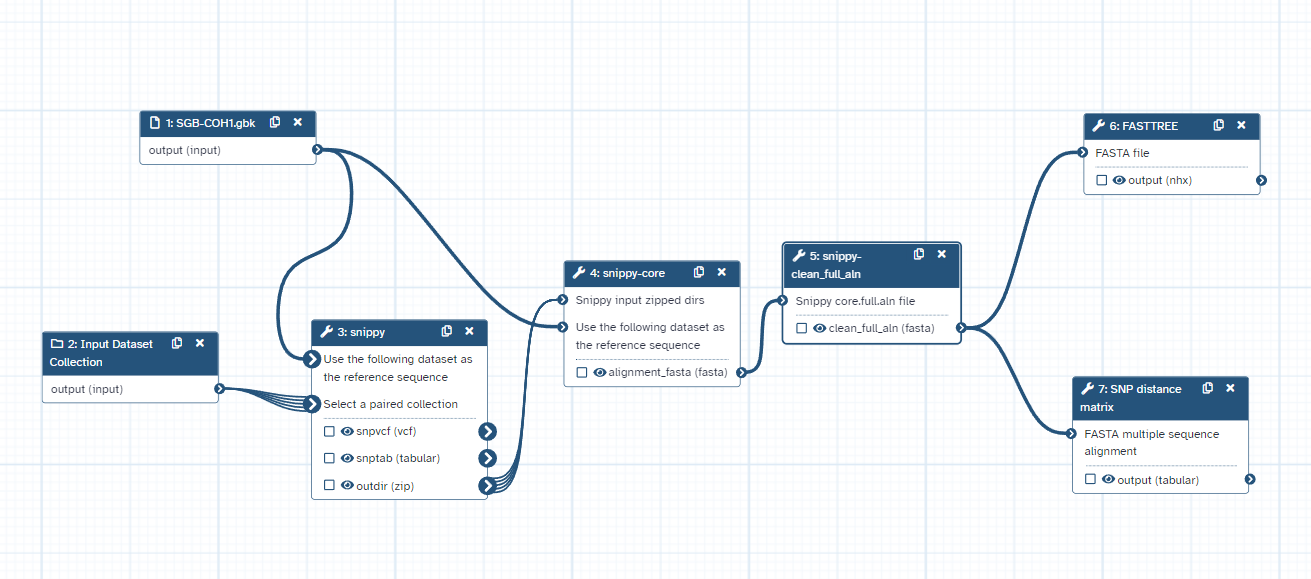 1: SGB-COH1.gbk
output (input)
2: Input Dataset
Collection
output (input)
3: snippy
Use the following dataset as
the reference sequence
Select a paired collection
snpvcf (vcf)
snptab (tabular)
outdir (zip)
4: snippy-core
Snippy input zipped dirs
Use the following dataset as
the reference sequence
alignment_fasta (fasta)
5: snippy-
clean_full_aln
Snippy core.full.aln file
clean_full_aln (fasta)
6: FASTTREE
FASTA file
output (nhx)
7: SNP distance
matrix
FASTA multiple sequence
alignment
output (tabular)